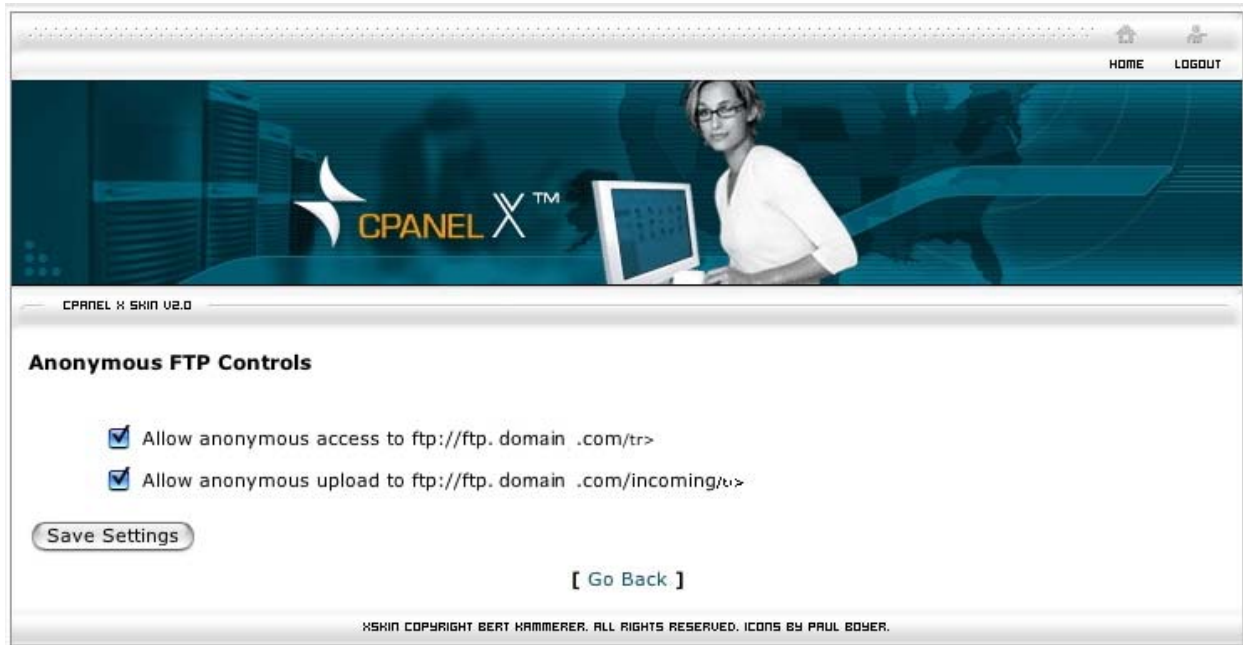 HOME LOGOUT
CPANEL X ™
CPANEL X SKIN V2.0
Anonymous FTP Controls
Allow anonymous access to ftp://ftp. domain .com/tr>
Allow anonymous upload to ftp://ftp. domain .com/incoming/tr>
Save Settings
[ Go Back ]
XSKIN COPYRIGHT BERT KAMMERER. ALL RIGHTS RESERVED. ICONS BY PAUL BOYER.